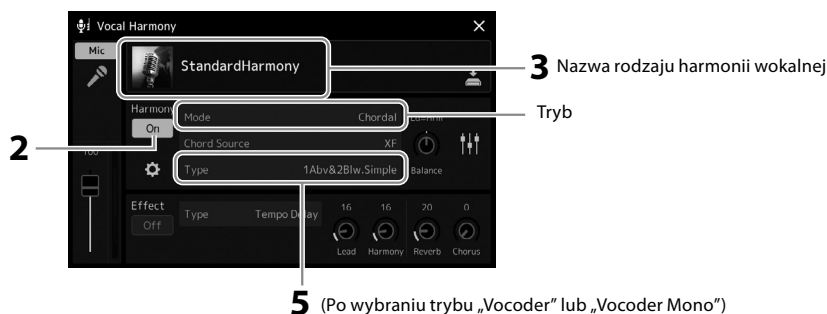 Vocal Harmony
Mic
StandardHarmony
3 Nazwa rodzaju harmonii wokalnej
Harmony
On
Mode Chordal
Tryb
Chord Source XF
2
100
Type 1Abv&2Blw.Simple
Balance
Effect
Off
Type Tempo Delay
16 16 20 0
Lead Harmony Reverb Chorus
5 (Po wybraniu trybu „Vocoder” lub „Vocoder Mono”)